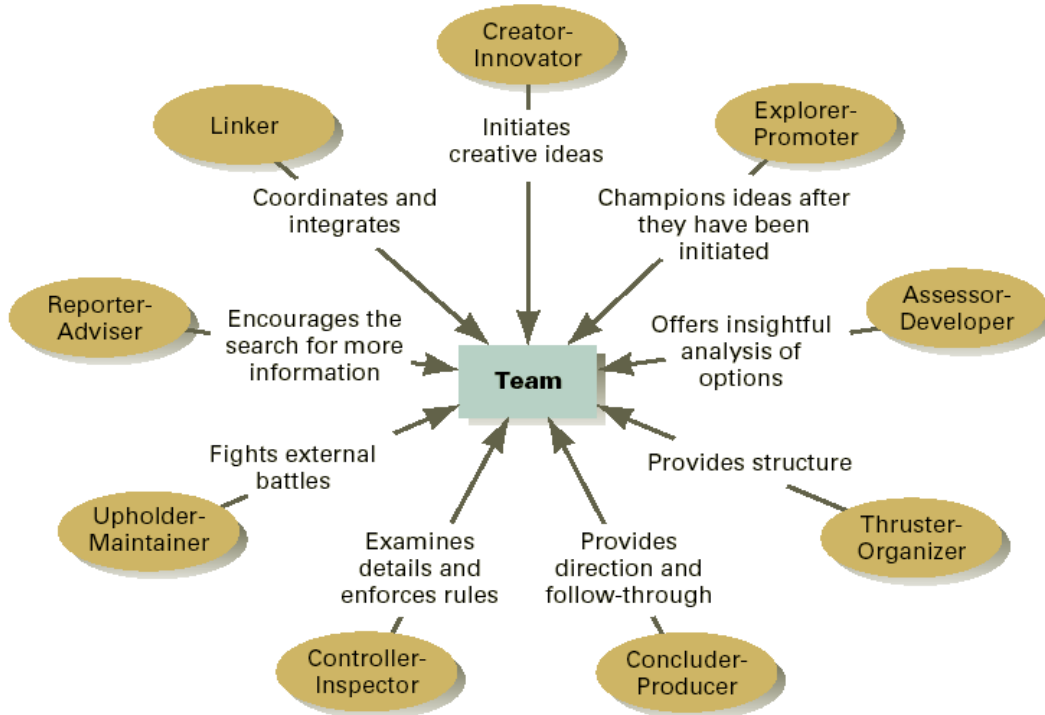 Creator-
Innovator
Initiates
creative ideas
Explorer-
Promoter
Champions ideas after
they have been
initiated
Assessor-
Developer
Offers insightful
analysis of
options
Thruster-
Organizer
Provides structure
Concluder-
Producer
Provides
direction and
follow-through
Controller-
Inspector
Examines
details and
enforces rules
Upholder-
Maintainer
Fights external
battles
Reporter-
Adviser
Encourages the
search for more
information
Linker
Coordinates and
integrates
Team